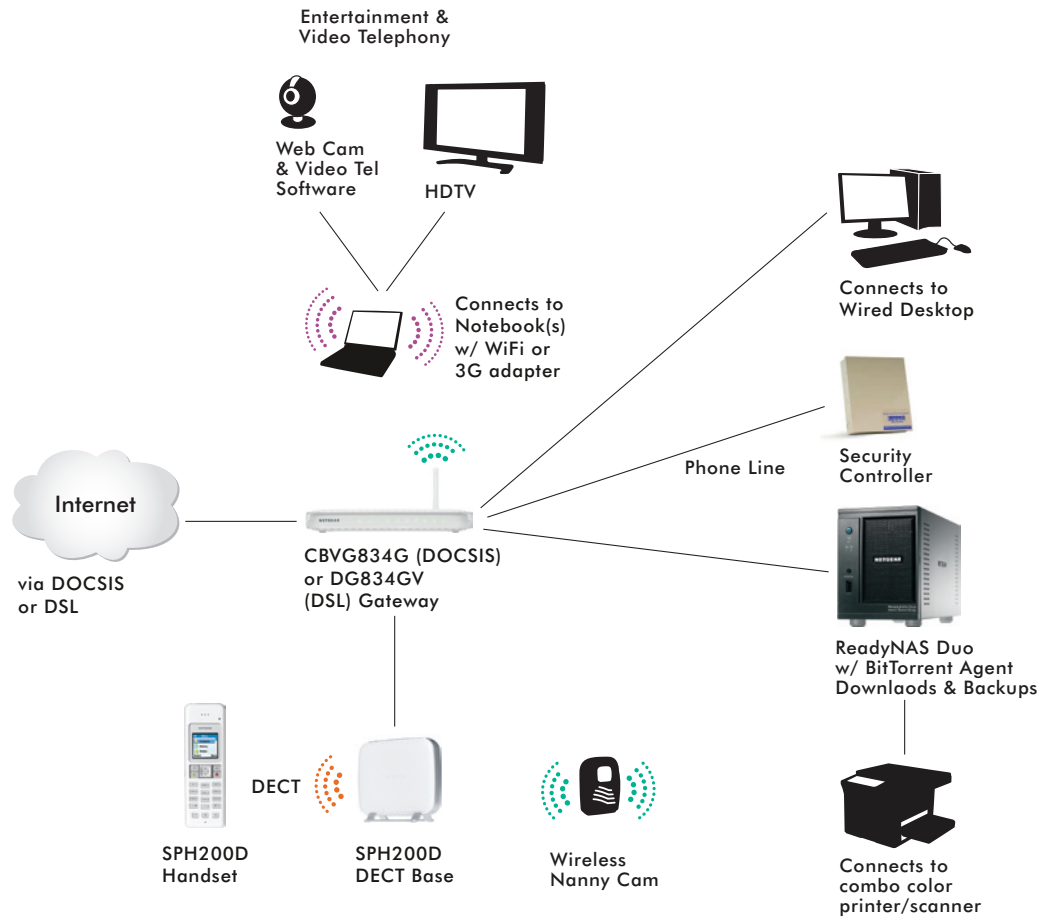 Entertainment &
Video Telephony
Web Cam
& Video Tel
Software
HDTV
Connects to
Notebook(s)
w/ WiFi or
3G adapter
Connects to
Wired Desktop
Phone Line
Security
Controller
Internet
via DOCSIS
or DSL
NETGEAR
CBVG834G (DOCSIS)
or DG834GV
(DSL) Gateway
NETGEAR
ReadyNAS Duo
w/ BitTorrent Agent
Downlaods & Backups
DECT
SPH200D
Handset
SPH200D
DECT Base
Wireless
Nanny Cam
Connects to
combo color
printer/scanner